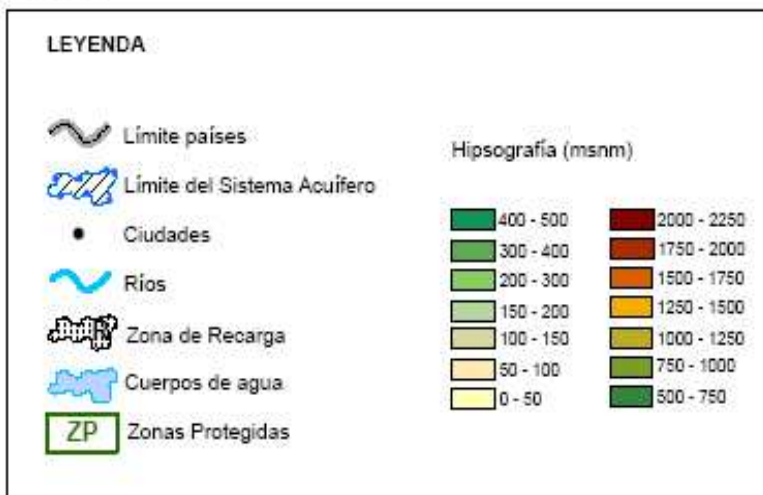 LEYENDA
Límite países
Límite del Sistema Acuífero
Ciudades
Ríos
Zona de Recarga
Cuerpos de agua
ZP Zonas Protegidas
Hipsografía (msnm)
400 - 500
300 - 400
200 - 300
150 - 200
100 - 150
50 - 100
0 - 50
2000 - 2250
1750 - 2000
1500 - 1750
1250 - 1500
1000 - 1250
750 - 1000
500 - 750